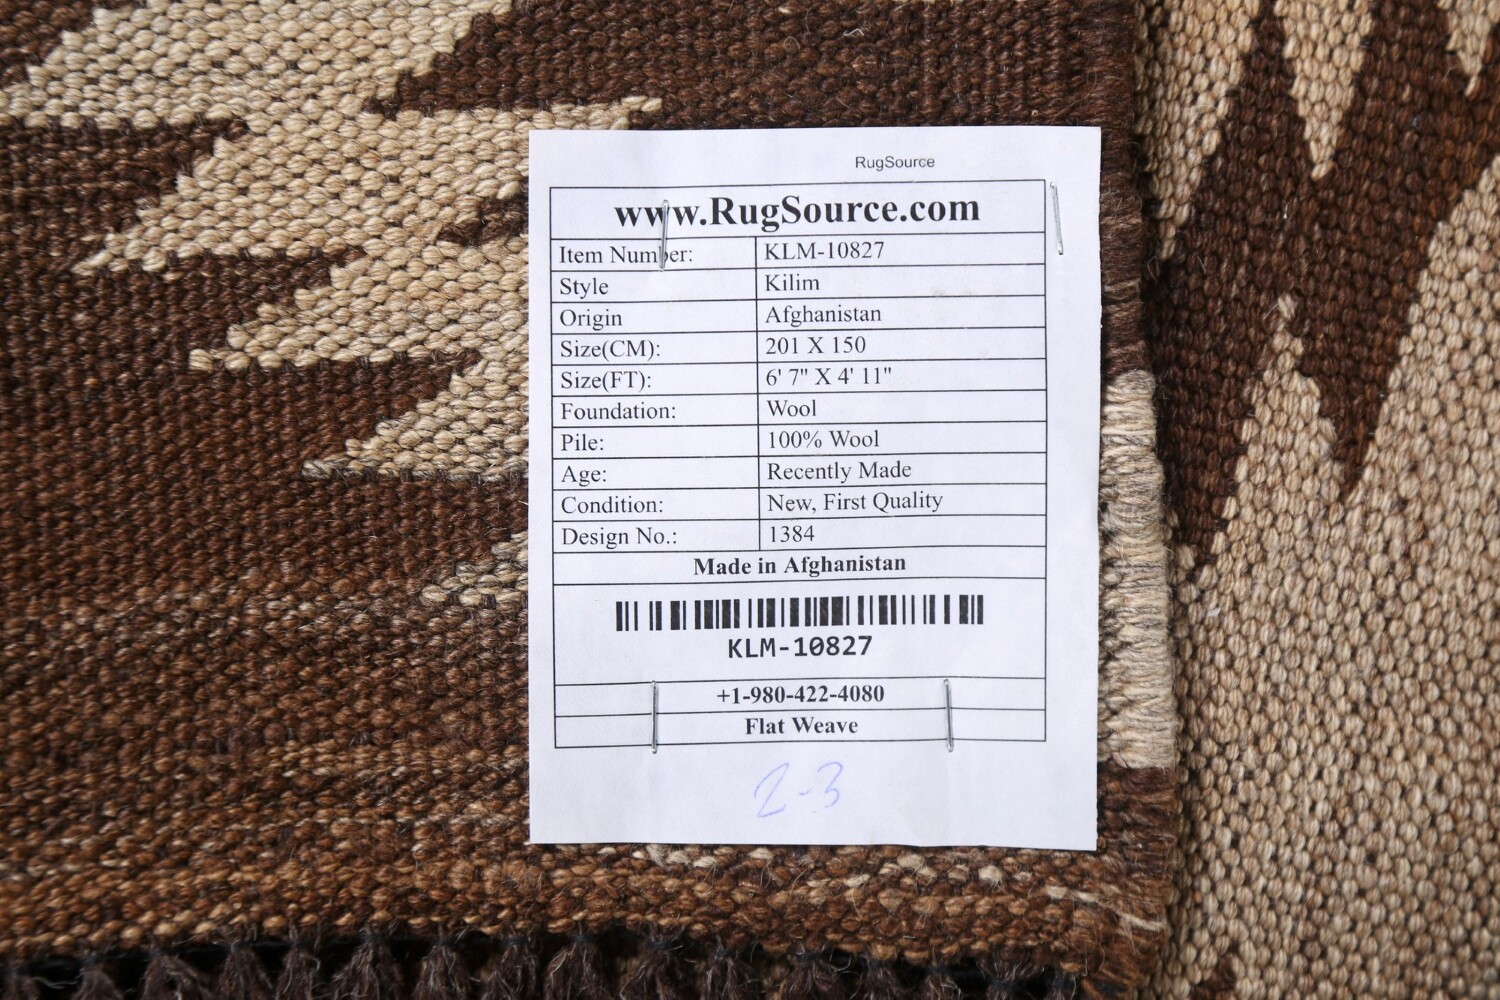 RugSource
www.RugSource.com
Item Number: KLM-10827
Style Kilim
Origin Afghanistan
Size(CM): 201 X 150
Size(FT): 6' 7" X 4' 11"
Foundation: Wool
Pile: 100% Wool
Age: Recently Made
Condition: New, First Quality
Design No.: 1384
Made in Afghanistan
KLM-10827
+1-980-422-4080
Flat Weave
2-3